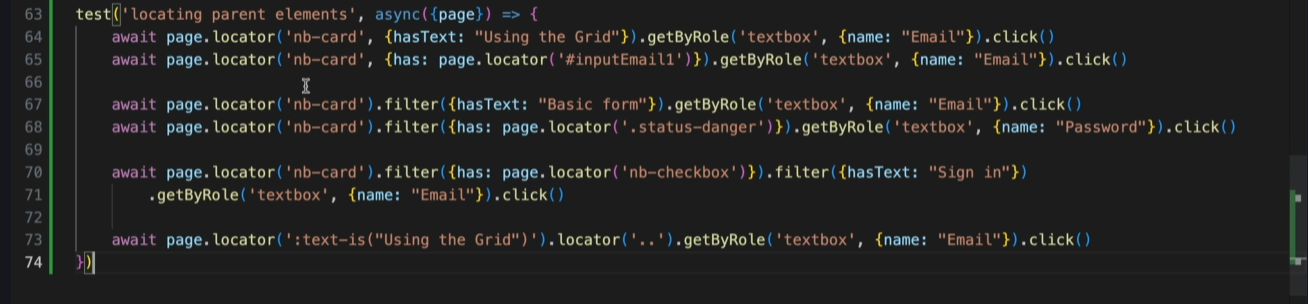 63 test('locating parent elements', async({page}) => {
64 await page.locator('nb-card', {hasText: "Using the Grid"}).getByRole('textbox', {name: "Email"}).click()
65 await page.locator('nb-card', {has: page.locator('#inputEmail1')}).getByRole('textbox', {name: "Email"}).click()
66
67 await page.locator('nb-card').filter({hasText: "Basic form"}).getByRole('textbox', {name: "Email"}).click()
68 await page.locator('nb-card').filter({has: page.locator('.status-danger')}).getByRole('textbox', {name: "Password"}).click()
69
70 await page.locator('nb-card').filter({has: page.locator('nb-checkbox')}).filter({hasText: "Sign in"})
71 .getByRole('textbox', {name: "Email"}).click()
72
73 await page.locator(':text-is("Using the Grid")').locator('..').getByRole('textbox', {name: "Email"}).click()
74 })